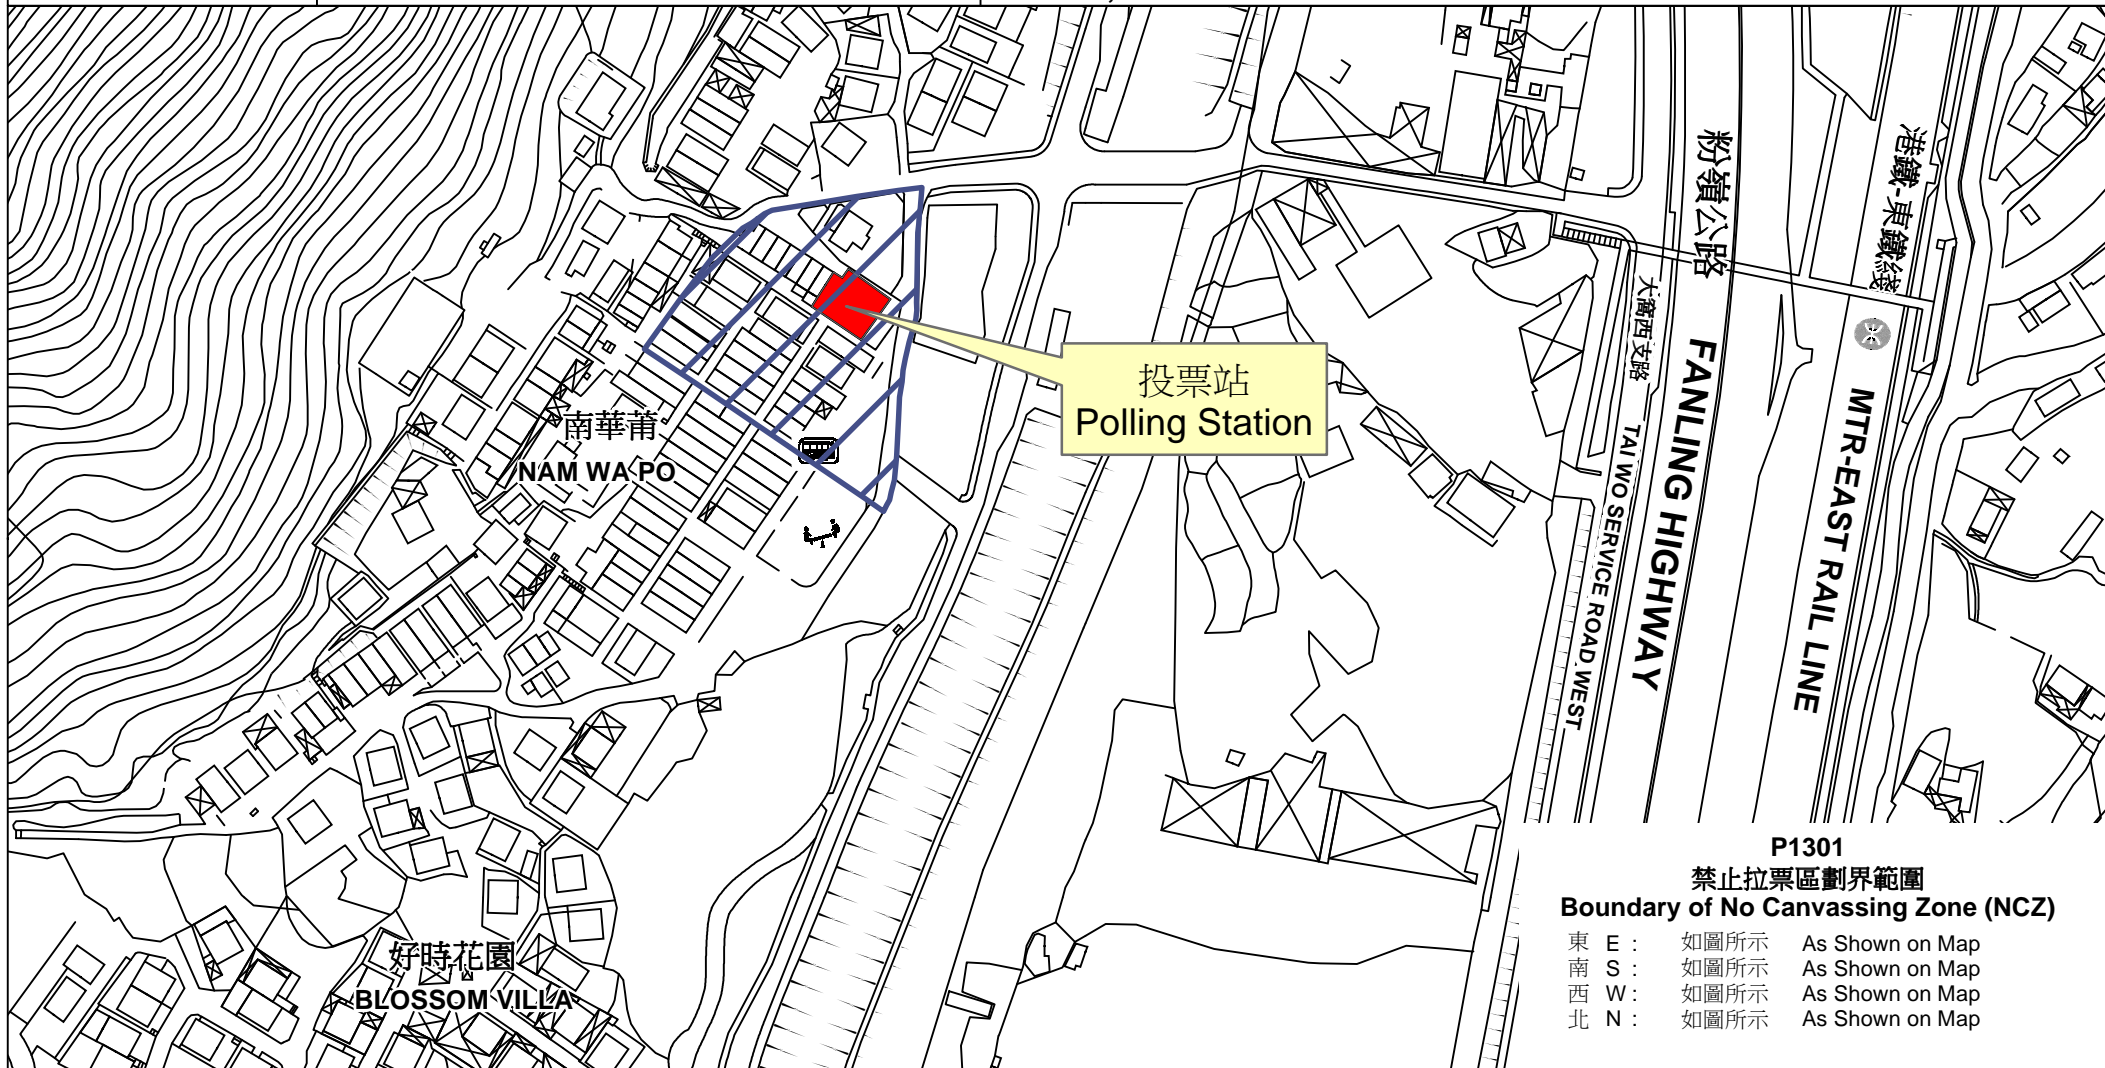 粉嶺公路
港鐵-東鐵綫
大窩西支路
投票站
Polling Station
FANLING HIGHWAY
MTR-EAST RAIL LINE
TAI WO SERVICE ROAD WEST
南華莆
NAM WA PO
好時花園
BLOSSOM VILLA
P1301
禁止拉票區劃界範圍
Boundary of No Canvassing Zone (NCZ)
東 E : 如圖所示 As Shown on Map
南 S : 如圖所示 As Shown on Map
西 W : 如圖所示 As Shown on Map
北 N : 如圖所示 As Shown on Map